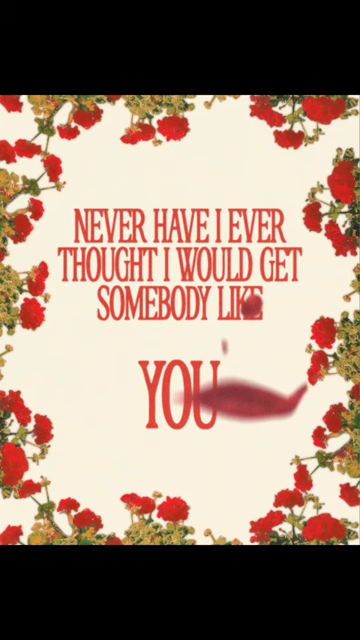 NEVER HAVE I EVER
THOUGHT I WOULD GET
SOMEBODY LIKE
YOU